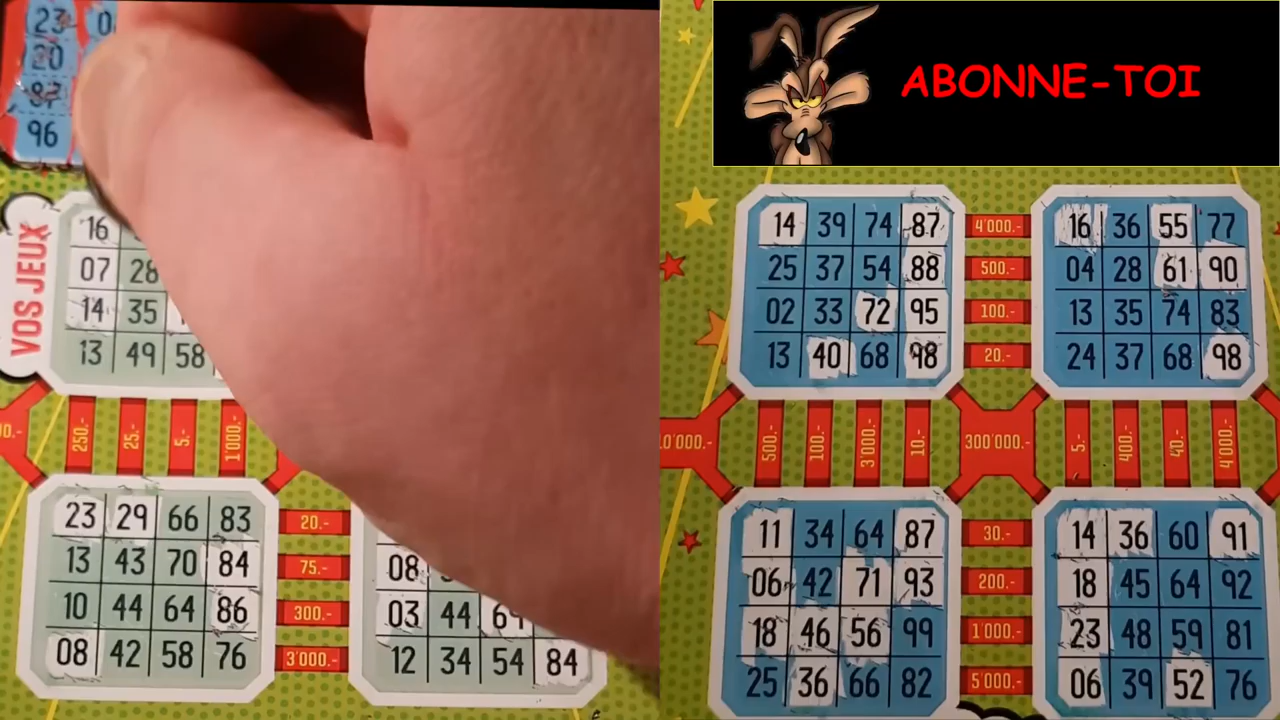 23 0
20
87
96
ABONNE-TOI
VOS JEUX
16
07 28
14 35
13 49 58
250.- 25.- 5.- 1'000.-
23 29 66 83 20.-
13 43 70 84 75.-
10 44 64 86 300.-
08 42 58 76 3'000.-
08
03 44 69
12 34 54 84
14 39 74 87 4'000.-
25 37 54 88 500.-
02 33 72 95 100.-
13 40 68 98 20.-
16 36 55 77
04 28 61 90
13 35 74 83
24 37 68 98
10'000.- 500.- 100.- 3'000.- 10.- 300'000.- 5.- 400.- 40.- 4'000.-
11 34 64 87 30.-
06 42 71 93 200.-
18 46 56 99 1'000.-
25 36 66 82 5'000.-
14 36 60 91
18 45 64 92
23 48 59 81
06 39 52 76